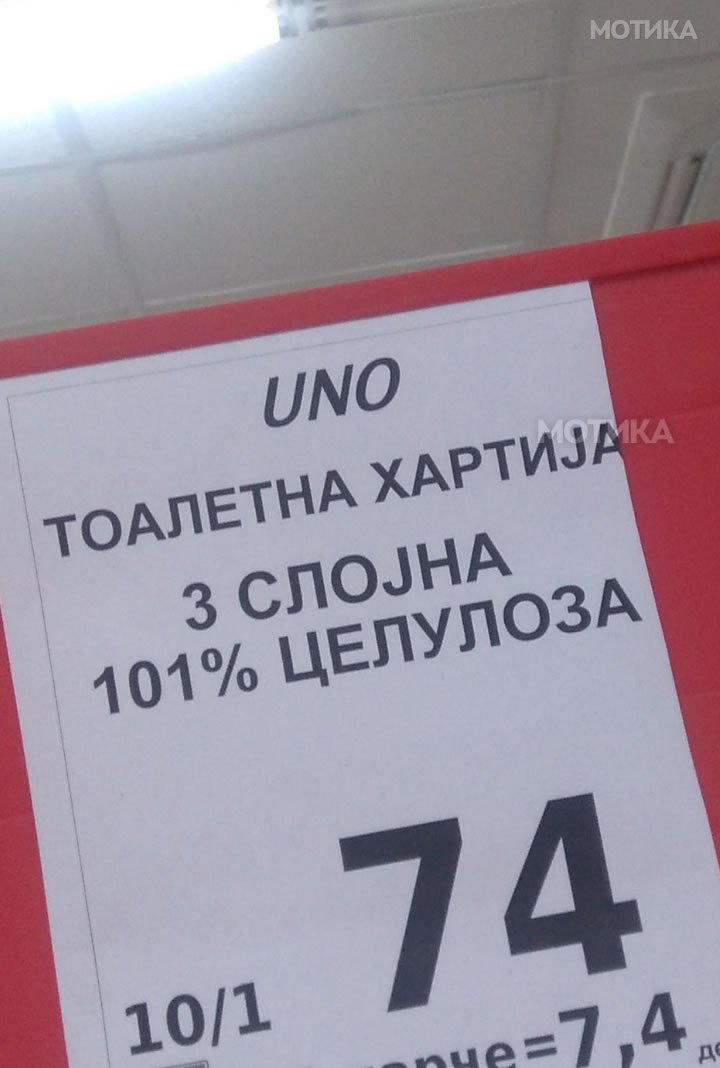 МОТИКА
UNO
МОТИКА
ТОАЛЕТНА ХАРТИЈА
3 СЛОЈНА
101% ЦЕЛУЛОЗА
74
10/1
=7,4